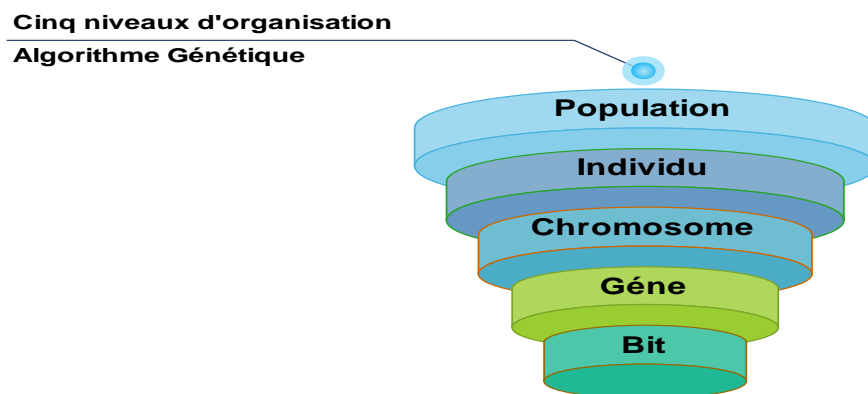 Cinq niveaux d'organisation
Algorithme Génétique
Population
Individu
Chromosome
Géne
Bit